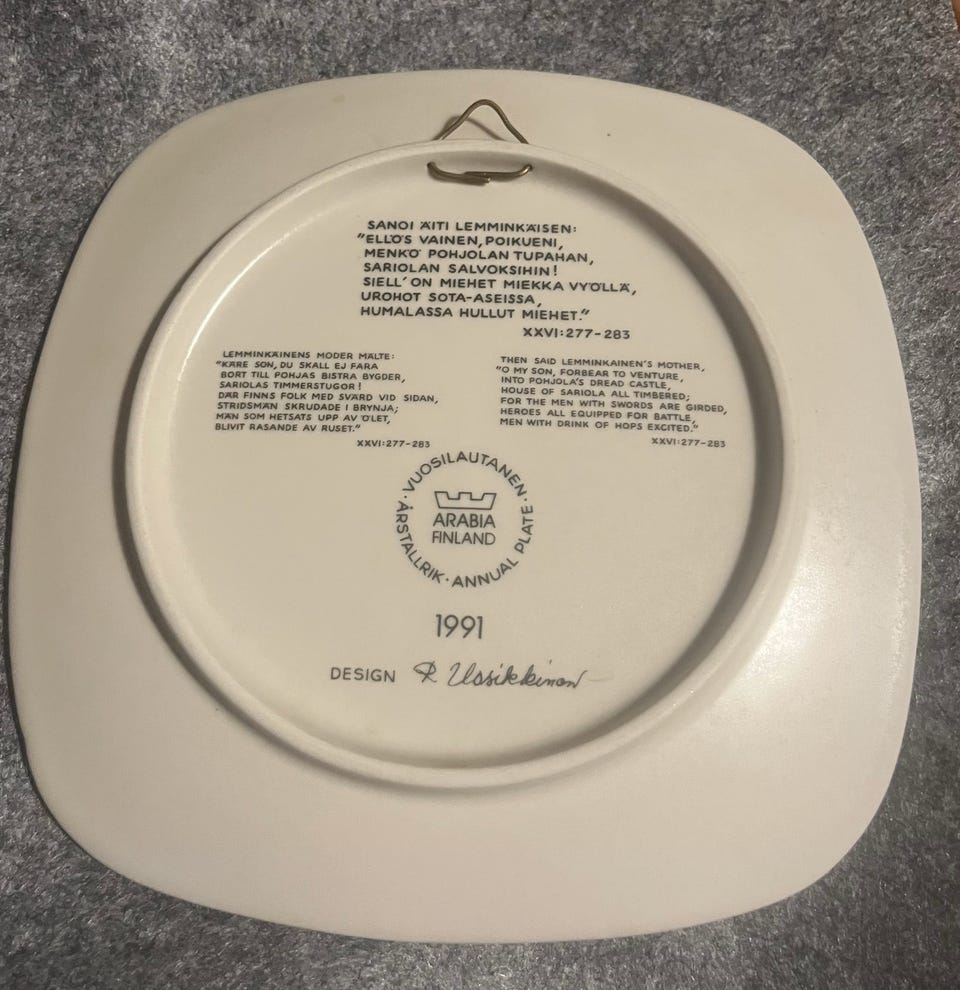 SANOI ÄITI LEMMINKÄISEN:
"ELLÖS VAINEN, POIKUENI,
MENKÖ POHJOLAN TUPAHAN,
SARIOLAN SALVOKSIHIN!
SIELL' ON MIEHET MIEKKA VYÖLLÄ,
UROHOT SOTA-ASEISSA,
HUMALASSA HULLUT MIEHET."
XXVI:277-283
LEMMINKÄINENS MODER MÄLTE:
"KÄRE SON, DU SKALL EJ FARA
BORT TILL POHJAS BISTRA BYGDER,
SARIOLAS TIMMERSTUGOR!
DÄR FINNS FOLK MED SVÄRD VID SIDAN,
STRIDSMÄN SKRUDADE I BRYNJA;
MÄN SOM HETSATS UPP AV ÖLET,
BLIVIT RASANDE AV RUSET."
XXVI:277-283
THEN SAID LEMMINKAINEN'S MOTHER,
"O MY SON, FORBEAR TO VENTURE,
INTO POHJOLA'S DREAD CASTLE,
HOUSE OF SARIOLA ALL TIMBERED;
FOR THE MEN WITH SWORDS ARE GIRDED,
HEROES ALL EQUIPPED FOR BATTLE,
MEN WITH DRINK OF HOPS EXCITED."
XXVI:277-283
· VUOSILAUTANEN · ANNUAL PLATE · ÅRSTALLRIK
ARABIA
FINLAND
1991
DESIGN R Uosikkinen